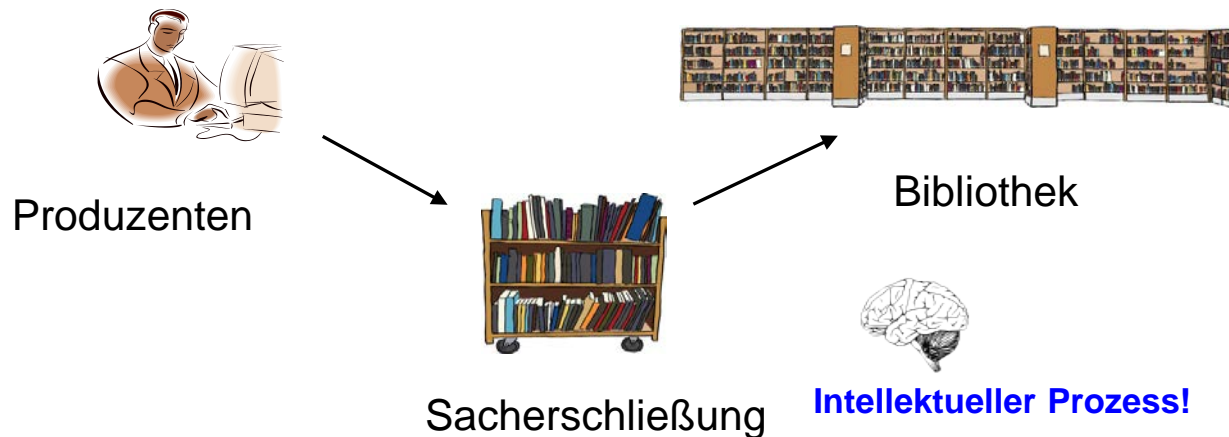 Produzenten
Bibliothek
Sacherschließung
Intellektueller Prozess!